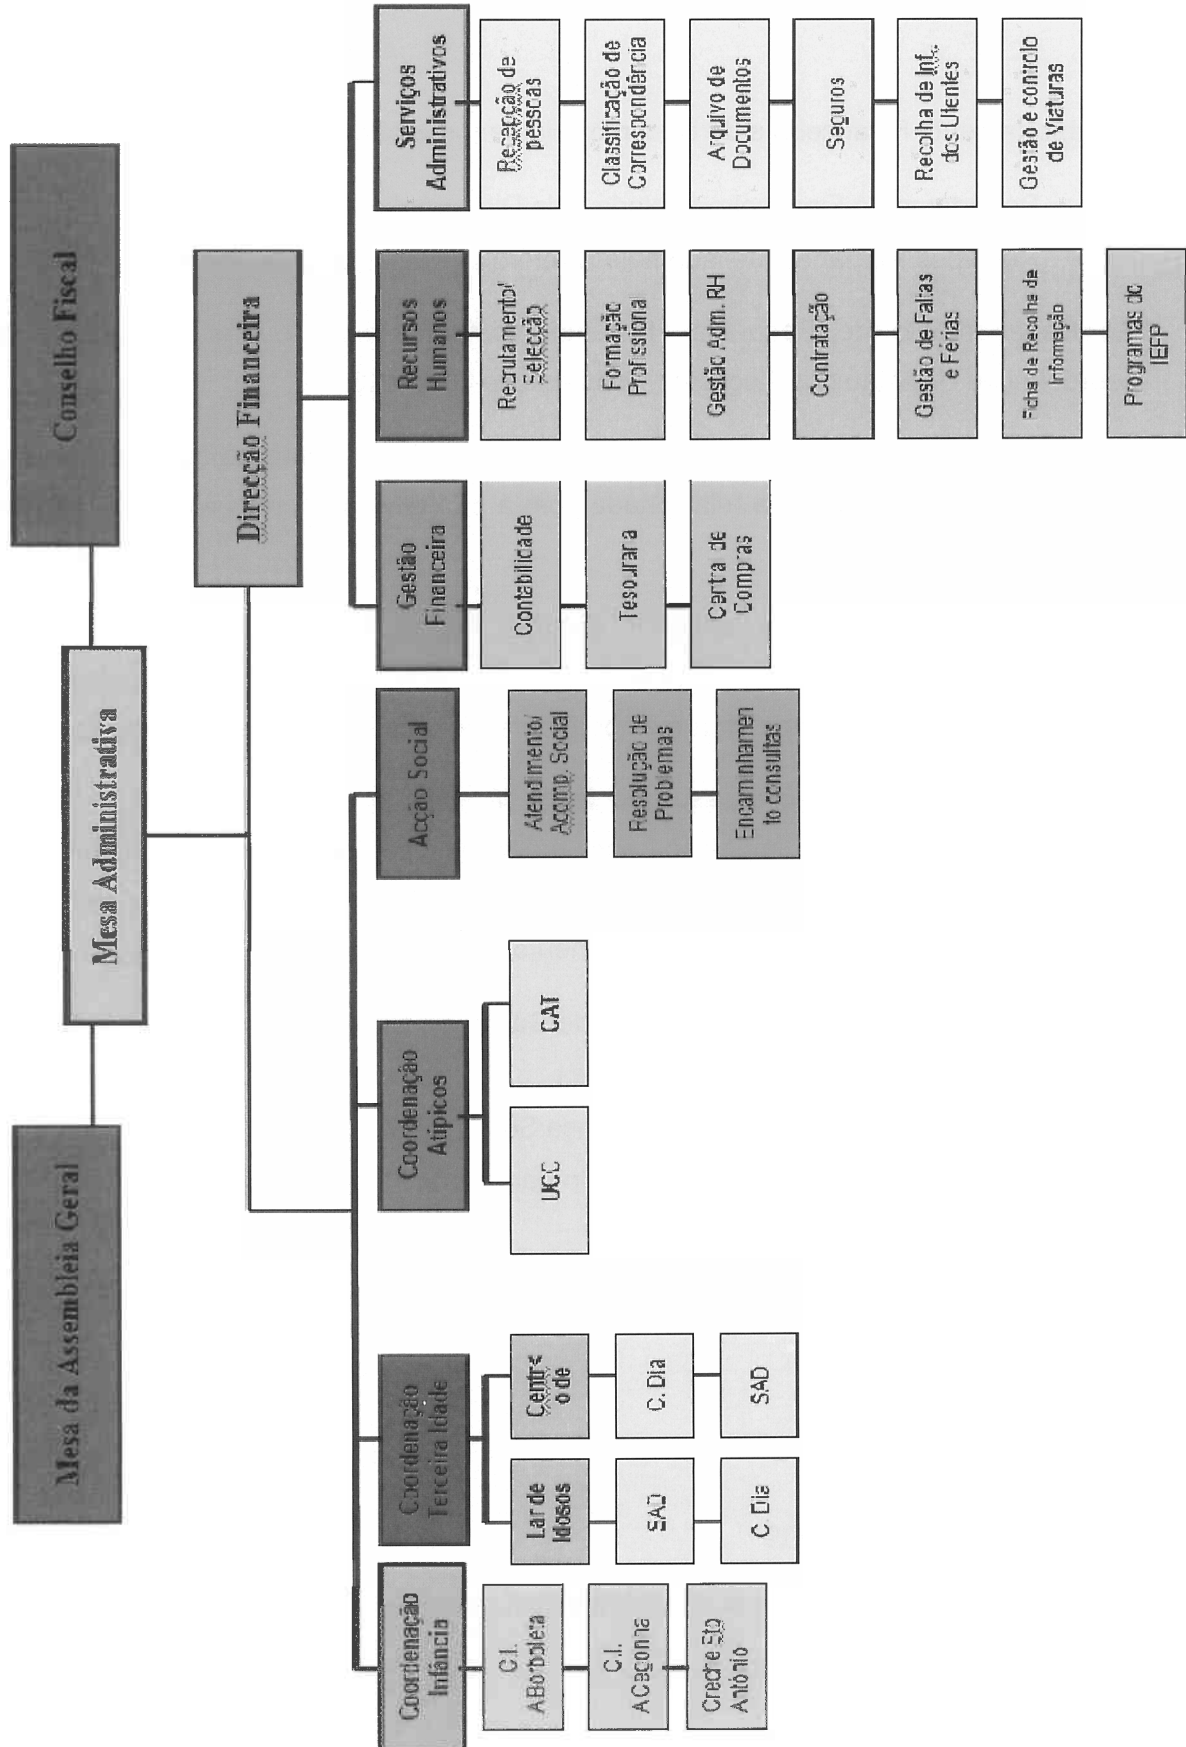 Mesa da Assembleia Geral
Mesa Administrativa
Conselho Fiscal
Direcção Financeira
Coordenação
Infância
C.I.
ABorboleta
C.I.
ACegonha
Creche Sto
António
Coordenação
Terceira Idade
Lar de
Idosos
SAD
C. Dia
Centr<
o de
C. Dia
SAD
Coordenação
Atípicos
UCC
CAT
Acção Social
Atendimento/
Acomp. Social
Resolução de
Problemas
Encaminhamen
to consultas
Gestão
Financeira
Contabilidade
Tesouraria
Compras
Recursos
Humanos
Recrutamento/
Selecção
Formação
Profissional
Gestão Adm. RH
Contratação
Gestão de Faltas
e Férias
Ficha de Recolha de
Informação
Programas do
IEFP
Serviços
Administrativos
Recepção de
pessoas
Classificação de
Correspondência
Arquivo de
Documentos
Seguros
Recolha de Inf.
dos Utentes
Gestão e controlo
de Viaturas